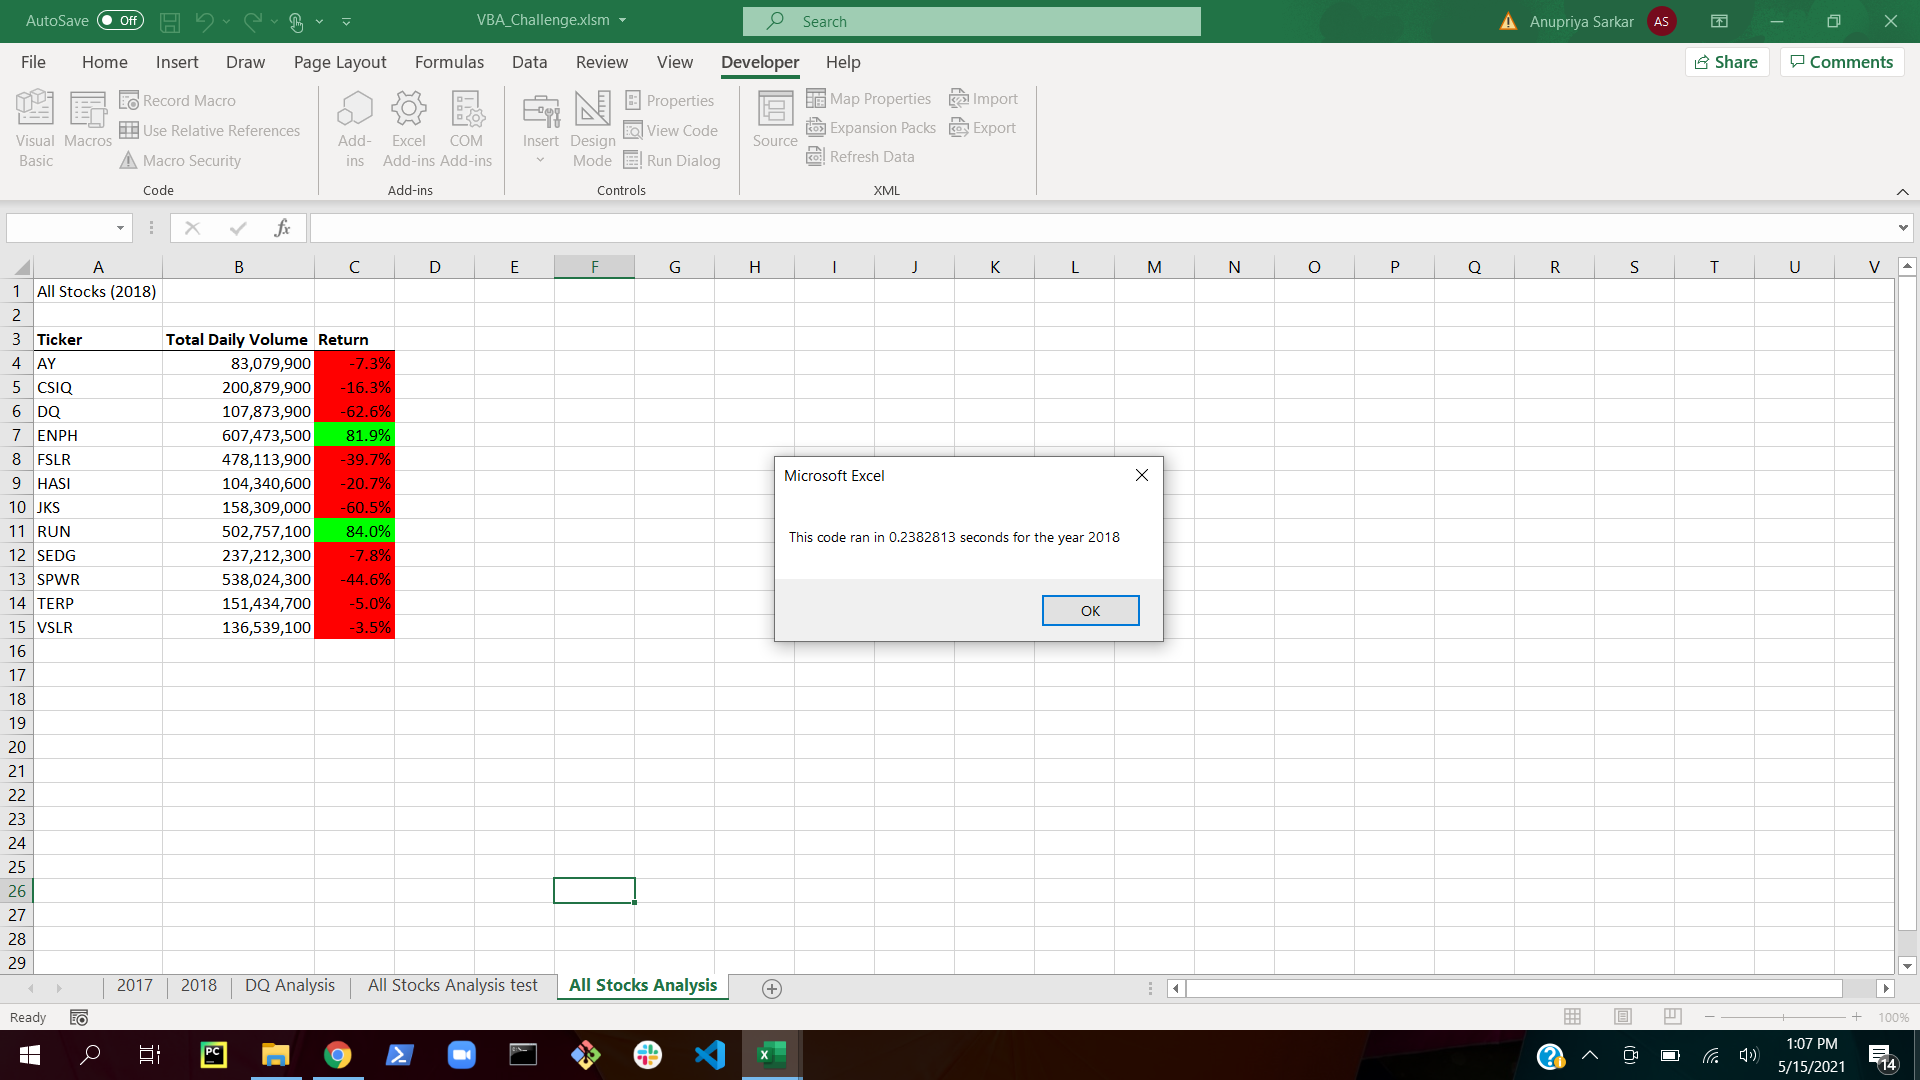 AutoSave Off
VBA_Challenge.xlsm
Search
Anupriya Sarkar AS
File Home Insert Draw Page Layout Formulas Data Review View Developer Help
Share Comments
Visual Basic
Macros
Record Macro
Use Relative References
Macro Security
Code
Add-ins
Excel Add-ins
COM Add-ins
Add-ins
Insert
Design Mode
Properties
View Code
Run Dialog
Controls
Source
Map Properties
Expansion Packs
Refresh Data
Import
Export
XML
fx
A B C D E F G H I J K L M N O P Q R S T U V
1 All Stocks (2018)
2
3 Ticker Total Daily Volume Return
4 AY 83,079,900 -7.3%
5 CSIQ 200,879,900 -16.3%
6 DQ 107,873,900 -62.6%
7 ENPH 607,473,500 81.9%
8 FSLR 478,113,900 -39.7%
9 HASI 104,340,600 -20.7%
10 JKS 158,309,000 -60.5%
11 RUN 502,757,100 84.0%
12 SEDG 237,212,300 -7.8%
13 SPWR 538,024,300 -44.6%
14 TERP 151,434,700 -5.0%
15 VSLR 136,539,100 -3.5%
16
17
18
19
20
21
22
23
24
25
26
27
28
29
Microsoft Excel
This code ran in 0.2382813 seconds for the year 2018
OK
2017 2018 DQ Analysis All Stocks Analysis test All Stocks Analysis
Ready
100%
PC
1:07 PM
5/15/2021
14